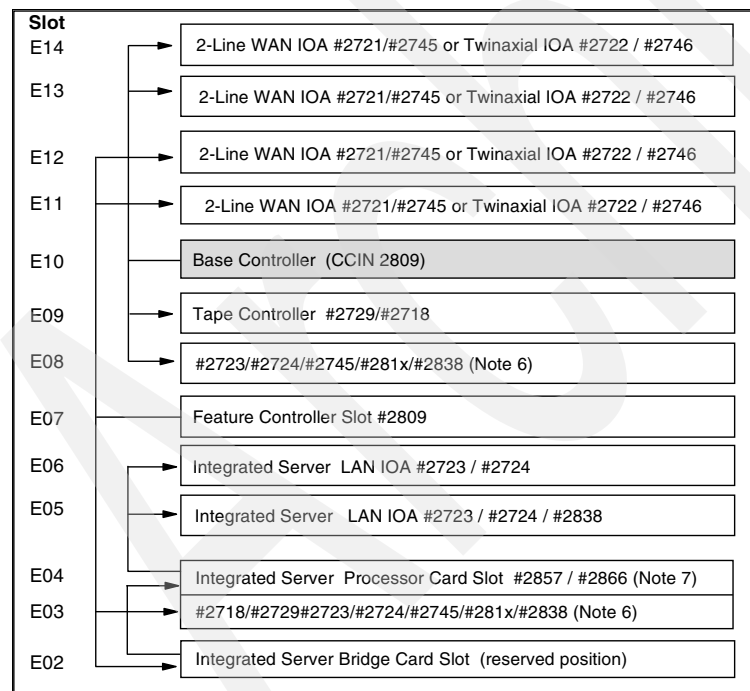 Slot
E14 2-Line WAN IOA #2721/#2745 or Twinaxial IOA #2722 / #2746
E13 2-Line WAN IOA #2721/#2745 or Twinaxial IOA #2722 / #2746
E12 2-Line WAN IOA #2721/#2745 or Twinaxial IOA #2722 / #2746
E11 2-Line WAN IOA #2721/#2745 or Twinaxial IOA #2722 / #2746
E10 Base Controller (CCIN 2809)
E09 Tape Controller #2729/#2718
E08 #2723/#2724/#2745/#281x/#2838 (Note 6)
E07 Feature Controller Slot #2809
E06 Integrated Server LAN IOA #2723 / #2724
E05 Integrated Server LAN IOA #2723 / #2724 / #2838
E04 Integrated Server Processor Card Slot #2857 / #2866 (Note 7)
E03 #2718/#2729#2723/#2724/#2745/#281x/#2838 (Note 6)
E02 Integrated Server Bridge Card Slot (reserved position)